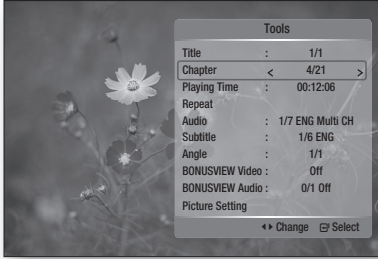 Tools
Title : 1/1
Chapter < 4/21 >
Playing Time : 00:12:06
Repeat
Audio : 1/7 ENG Multi CH
Subtitle : 1/6 ENG
Angle : 1/1
BONUSVIEW Video : Off
BONUSVIEW Audio : 0/1 Off
Picture Setting
Change Select